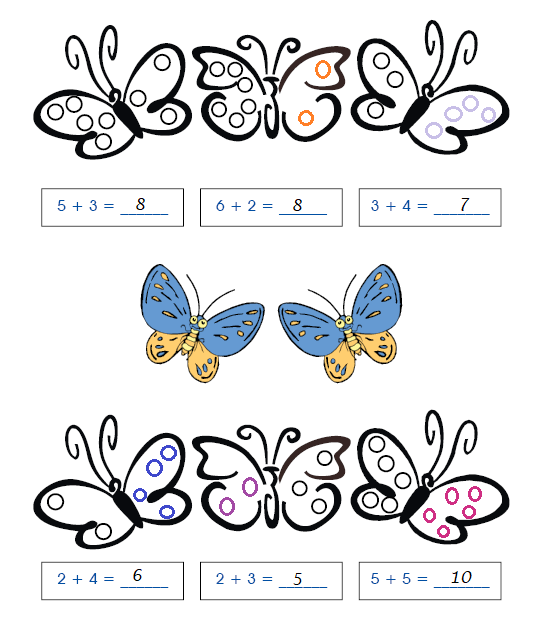 5 + 3 = 8
6 + 2 = 8
3 + 4 = 7
2 + 4 = 6
2 + 3 = 5
5 + 5 = 10